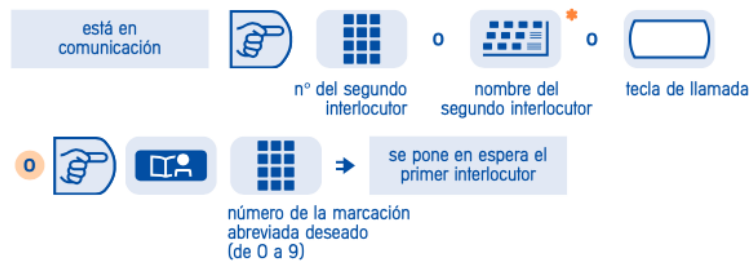 está en
comunicación
o
*
o
nº del segundo
interlocutor
nombre del
segundo interlocutor
tecla de llamada
o
se pone en espera el
primer interlocutor
número de la marcación
abreviada deseado
(de 0 a 9)